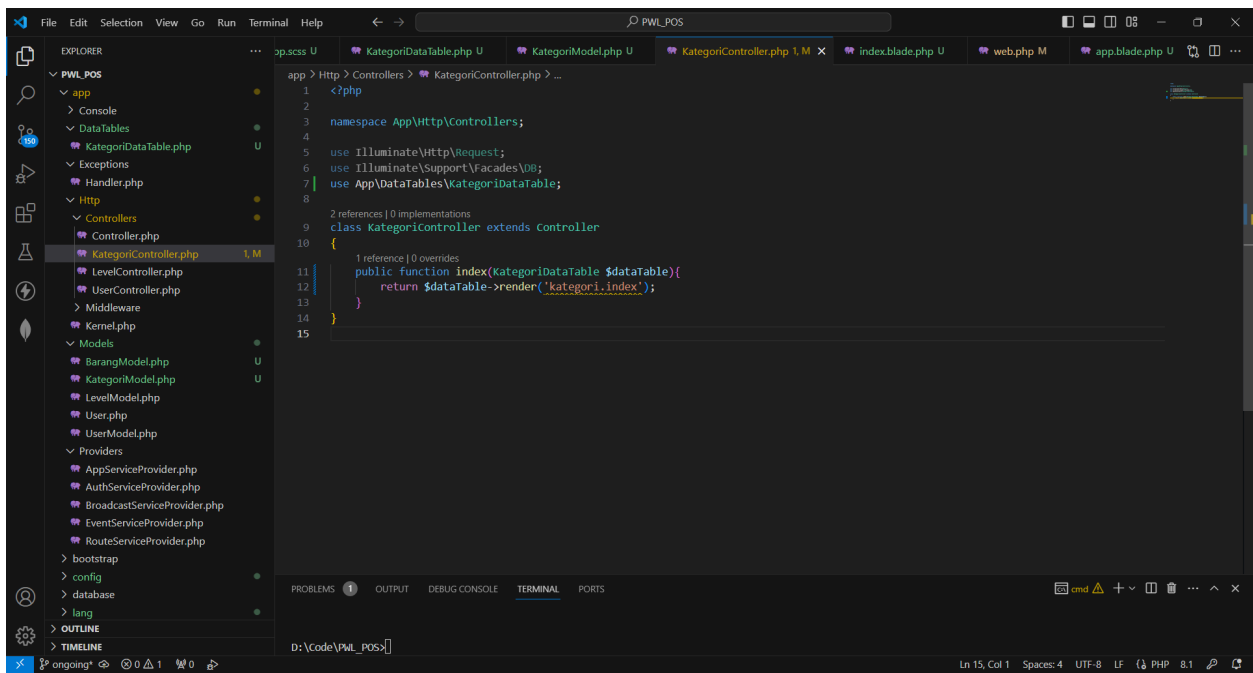 File Edit Selection View Go Run Terminal Help
PWL_POS
EXPLORER
pp.scss U KategoriDataTable.php U KategoriModel.php U KategoriController.php 1, M index.blade.php U web.php M app.blade.php U
PWL_POS
app
Console
DataTables
KategoriDataTable.php U
Exceptions
Handler.php
Http
Controllers
Controller.php
KategoriController.php 1, M
LevelController.php
UserController.php
Middleware
Kernel.php
Models
BarangModel.php U
KategoriModel.php U
LevelModel.php
User.php
UserModel.php
Providers
AppServiceProvider.php
AuthServiceProvider.php
BroadcastServiceProvider.php
EventServiceProvider.php
RouteServiceProvider.php
bootstrap
config
database
lang
OUTLINE
TIMELINE
150
app > Http > Controllers > KategoriController.php > ...
1 <?php
2
3 namespace App\Http\Controllers;
4
5 use Illuminate\Http\Request;
6 use Illuminate\Support\Facades\DB;
7 use App\DataTables\KategoriDataTable;
8
2 references | 0 implementations
9 class KategoriController extends Controller
10 {
1 reference | 0 overrides
11 public function index(KategoriDataTable $dataTable){
12 return $dataTable->render('kategori.index');
13 }
14 }
15
PROBLEMS 1 OUTPUT DEBUG CONSOLE TERMINAL PORTS
cmd
D:\Code\PWL_POS>
ongoing* 0 1 0
Ln 15, Col 1 Spaces: 4 UTF-8 LF PHP 8.1